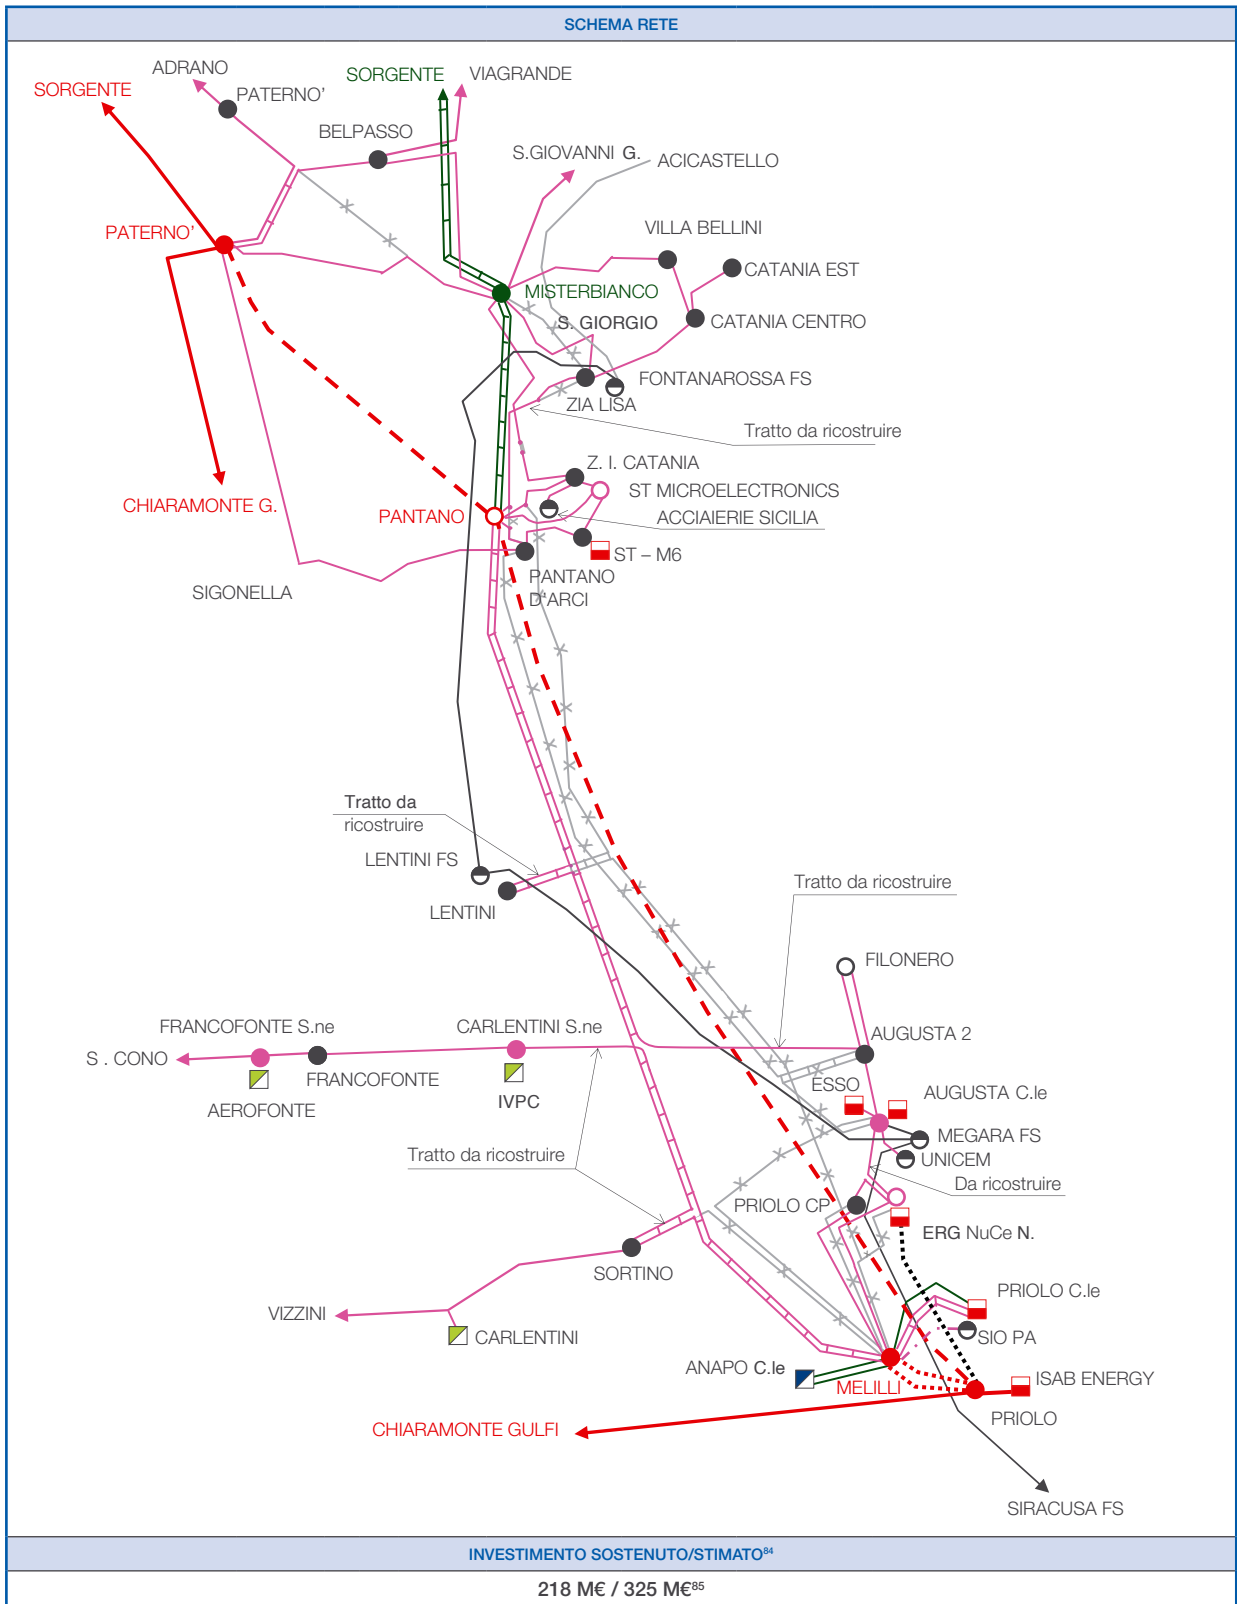 SCHEMA RETE
ADRANO
SORGENTE
VIAGRANDE
SORGENTE
PATERNO'
BELPASSO
S.GIOVANNI G.
ACICASTELLO
PATERNO'
VILLA BELLINI
CATANIA EST
MISTERBIANCO
S. GIORGIO
CATANIA CENTRO
FONTANAROSSA FS
ZIA LISA
Tratto da ricostruire
Z. I. CATANIA
ST MICROELECTRONICS
CHIARAMONTE G.
PANTANO
ACCIAIERIE SICILIA
ST – M6
PANTANO
D'ARCI
SIGONELLA
Tratto da
ricostruire
LENTINI FS
LENTINI
Tratto da ricostruire
FILONERO
FRANCOFONTE S.ne
CARLENTINI S.ne
AUGUSTA 2
S . CONO
FRANCOFONTE
ESSO
AUGUSTA C.le
AEROFONTE
IVPC
MEGARA FS
UNICEM
Tratto da ricostruire
Da ricostruire
PRIOLO CP
ERG NuCe N.
SORTINO
PRIOLO C.le
VIZZINI
CARLENTINI
SIO PA
ANAPO C.le
MELILLI
ISAB ENERGY
PRIOLO
CHIARAMONTE GULFI
SIRACUSA FS
INVESTIMENTO SOSTENUTO/STIMATO84
218 M€ / 325 M€85